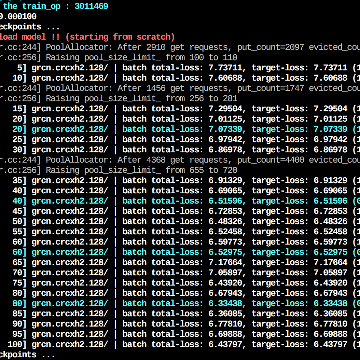 the train_op : 3011469
0.000100
ckpoints ...
load model !! (starting from scratch)
r.cc:244] PoolAllocator: After 2910 get requests, put_count=2097 evicted_cou
r.cc:256] Raising pool_size_limit_ from 100 to 110
5] grcn.crcxh2.128/ | batch total-loss: 7.73711, target-loss: 7.73711 (1
10] grcn.crcxh2.128/ | batch total-loss: 7.60688, target-loss: 7.60688 (1
r.cc:244] PoolAllocator: After 1456 get requests, put_count=1747 evicted_cou
r.cc:256] Raising pool_size_limit_ from 256 to 281
15] grcn.crcxh2.128/ | batch total-loss: 7.29504, target-loss: 7.29504 (1
20] grcn.crcxh2.128/ | batch total-loss: 7.01125, target-loss: 7.01125 (1
20] grcn.crcxh2.128/ | batch total-loss: 7.07339, target-loss: 7.07339 (0
25] grcn.crcxh2.128/ | batch total-loss: 6.97942, target-loss: 6.97942 (1
30] grcn.crcxh2.128/ | batch total-loss: 6.86978, target-loss: 6.86978 (1
r.cc:244] PoolAllocator: After 4368 get requests, put_count=4400 evicted_cou
r.cc:256] Raising pool_size_limit_ from 655 to 720
35] grcn.crcxh2.128/ | batch total-loss: 6.91329, target-loss: 6.91329 (1
40] grcn.crcxh2.128/ | batch total-loss: 6.69065, target-loss: 6.69065 (1
40] grcn.crcxh2.128/ | batch total-loss: 6.51596, target-loss: 6.51596 (0
45] grcn.crcxh2.128/ | batch total-loss: 6.72853, target-loss: 6.72853 (1
50] grcn.crcxh2.128/ | batch total-loss: 6.48326, target-loss: 6.48326 (1
55] grcn.crcxh2.128/ | batch total-loss: 6.52458, target-loss: 6.52458 (1
60] grcn.crcxh2.128/ | batch total-loss: 6.59773, target-loss: 6.59773 (1
60] grcn.crcxh2.128/ | batch total-loss: 6.52975, target-loss: 6.52975 (0
65] grcn.crcxh2.128/ | batch total-loss: 7.17664, target-loss: 7.17664 (1
70] grcn.crcxh2.128/ | batch total-loss: 7.05897, target-loss: 7.05897 (1
75] grcn.crcxh2.128/ | batch total-loss: 6.43920, target-loss: 6.43920 (1
80] grcn.crcxh2.128/ | batch total-loss: 6.67943, target-loss: 6.67943 (1
80] grcn.crcxh2.128/ | batch total-loss: 6.33438, target-loss: 6.33438 (0
85] grcn.crcxh2.128/ | batch total-loss: 6.36085, target-loss: 6.36085 (1
90] grcn.crcxh2.128/ | batch total-loss: 6.77810, target-loss: 6.77810 (1
95] grcn.crcxh2.128/ | batch total-loss: 6.69888, target-loss: 6.69888 (1
100] grcn.crcxh2.128/ | batch total-loss: 6.43797, target-loss: 6.43797 (1
eckpoints ...